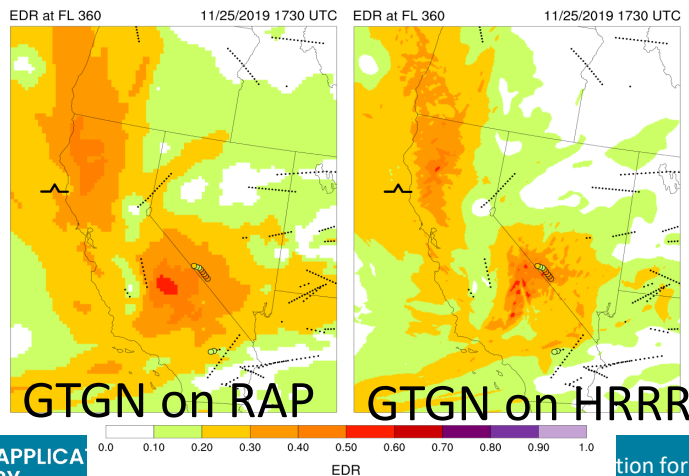 EDR at FL 360 11/25/2019 1730 UTC
EDR at FL 360 11/25/2019 1730 UTC
GTGN on RAP
GTGN on HRRR
0.0 0.10 0.20 0.30 0.40 0.50 0.60 0.70 0.80 0.90 1.0
EDR
APPLICA
tion for